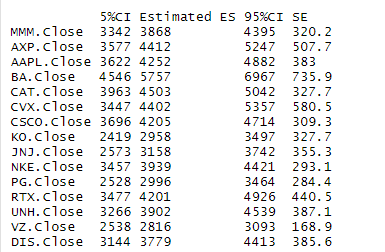 5%CI Estimated ES 95%CI SE
MMM.Close 3342 3868 4395 320.2
AXP.Close 3577 4412 5247 507.7
AAPL.Close 3622 4252 4882 383
BA.Close 4546 5757 6967 735.9
CAT.Close 3963 4503 5042 327.7
CVX.Close 3447 4402 5357 580.5
CSCO.Close 3696 4205 4714 309.3
KO.Close 2419 2958 3497 327.7
JNJ.Close 2573 3158 3742 355.3
NKE.Close 3457 3939 4421 293.1
PG.Close 2528 2996 3464 284.4
RTX.Close 3477 4201 4926 440.5
UNH.Close 3266 3902 4539 387.1
VZ.Close 2538 2816 3093 168.9
DIS.Close 3144 3779 4413 385.6